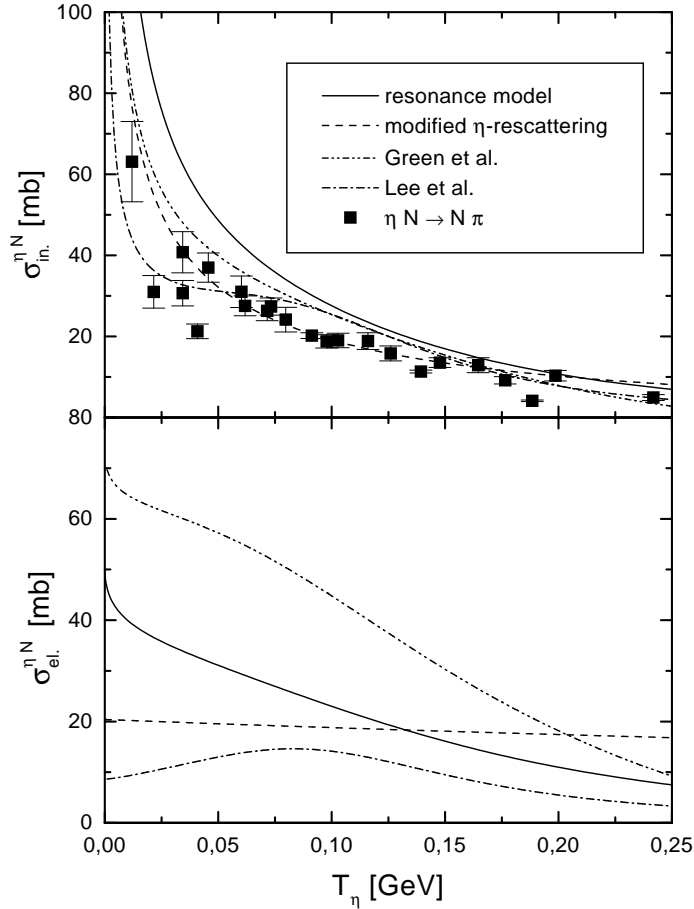 100
80
60
40
20
80
σ_in.^ηN [mb]
resonance model
modified η-rescattering
Green et al.
Lee et al.
η N → N π
60
40
20
0
σ_el.^ηN [mb]
0,00 0,05 0,10 0,15 0,20 0,25
T_η [GeV]